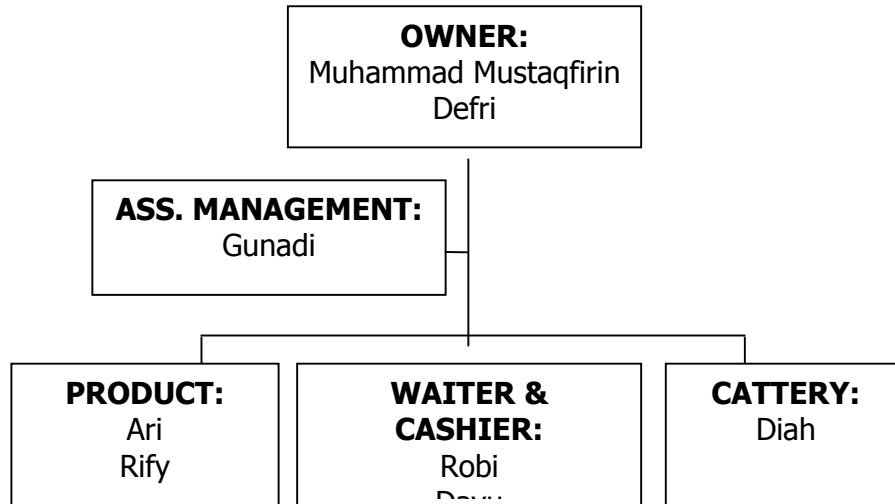 OWNER:
Muhammad Mustaqfirin
Defri
ASS. MANAGEMENT:
Gunadi
PRODUCT:
Ari
Rify
WAITER &
CASHIER:
Robi
CATTERY:
Diah